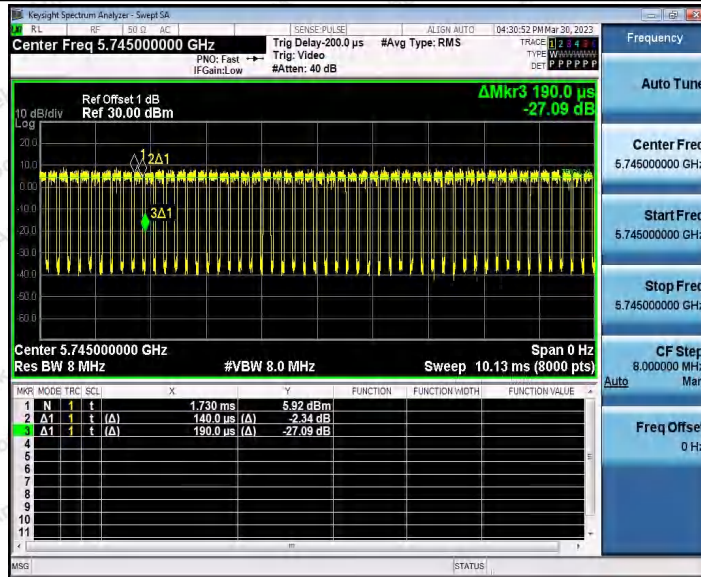 Keysight Spectrum Analyzer - Swept SA
RL RF 50 Ω AC SENSE:PULSE ALIGN AUTO 04:30:52 PM Mar 30, 2023
Center Freq 5.745000000 GHz Trig Delay-200.0 µs #Avg Type: RMS TRACE 1 2 3 4 5 6
PNO: Fast Trig: Video TYPE W
IFGain:Low #Atten: 40 dB DET P P P P P P
Frequency
ΔMkr3 190.0 µs
-27.09 dB
Ref Offset 1 dB
10 dB/div Ref 30.00 dBm
Log
20.0
10.0
0.00
-10.0
-20.0
-30.0
-40.0
-50.0
-60.0
1 2Δ1
3Δ1
Center 5.745000000 GHz Span 0 Hz
Res BW 8 MHz #VBW 8.0 MHz Sweep 10.13 ms (8000 pts)
MKR MODE TRC SCL X Y FUNCTION FUNCTION WIDTH FUNCTION VALUE
1 N 1 t 1.730 ms 5.92 dBm
2 Δ1 1 t (Δ) 140.0 µs (Δ) -2.34 dB
3 Δ1 1 t (Δ) 190.0 µs (Δ) -27.09 dB
4
5
6
7
8
9
10
11
MSG STATUS
Auto Tune
Center Freq
5.745000000 GHz
Start Freq
5.745000000 GHz
Stop Freq
5.745000000 GHz
CF Step
8.000000 MHz
Auto Man
Freq Offset
0 Hz